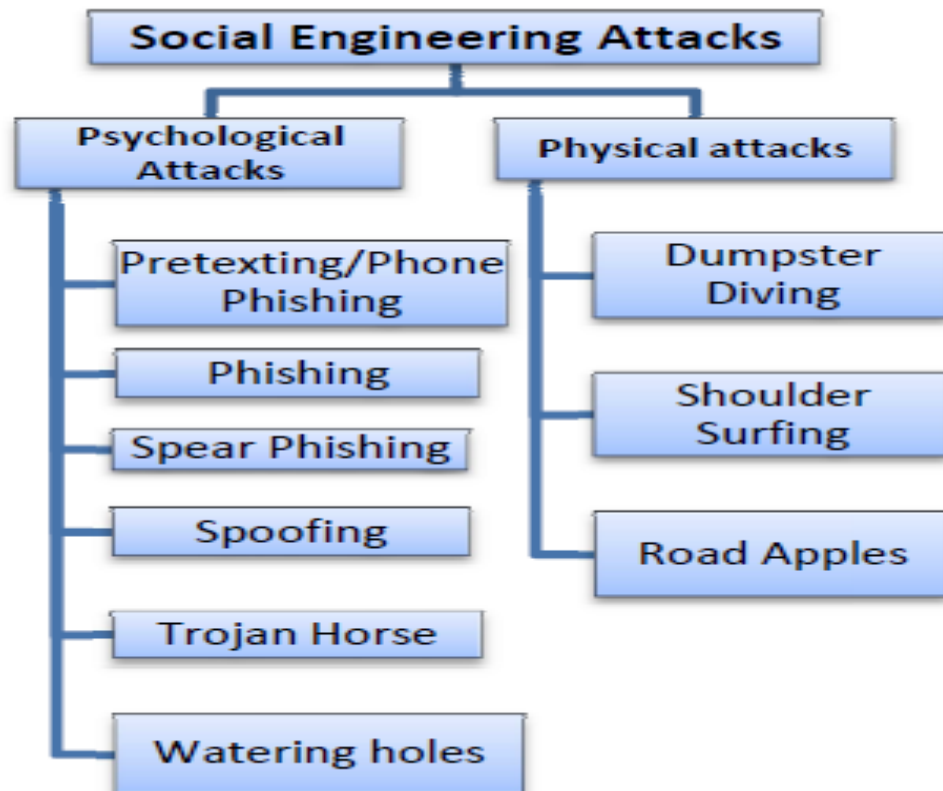 Social Engineering Attacks
Psychological
Attacks
Pretexting/Phone
Phishing
Phishing
Spear Phishing
Spoofing
Trojan Horse
Watering holes
Physical attacks
Dumpster
Diving
Shoulder
Surfing
Road Apples